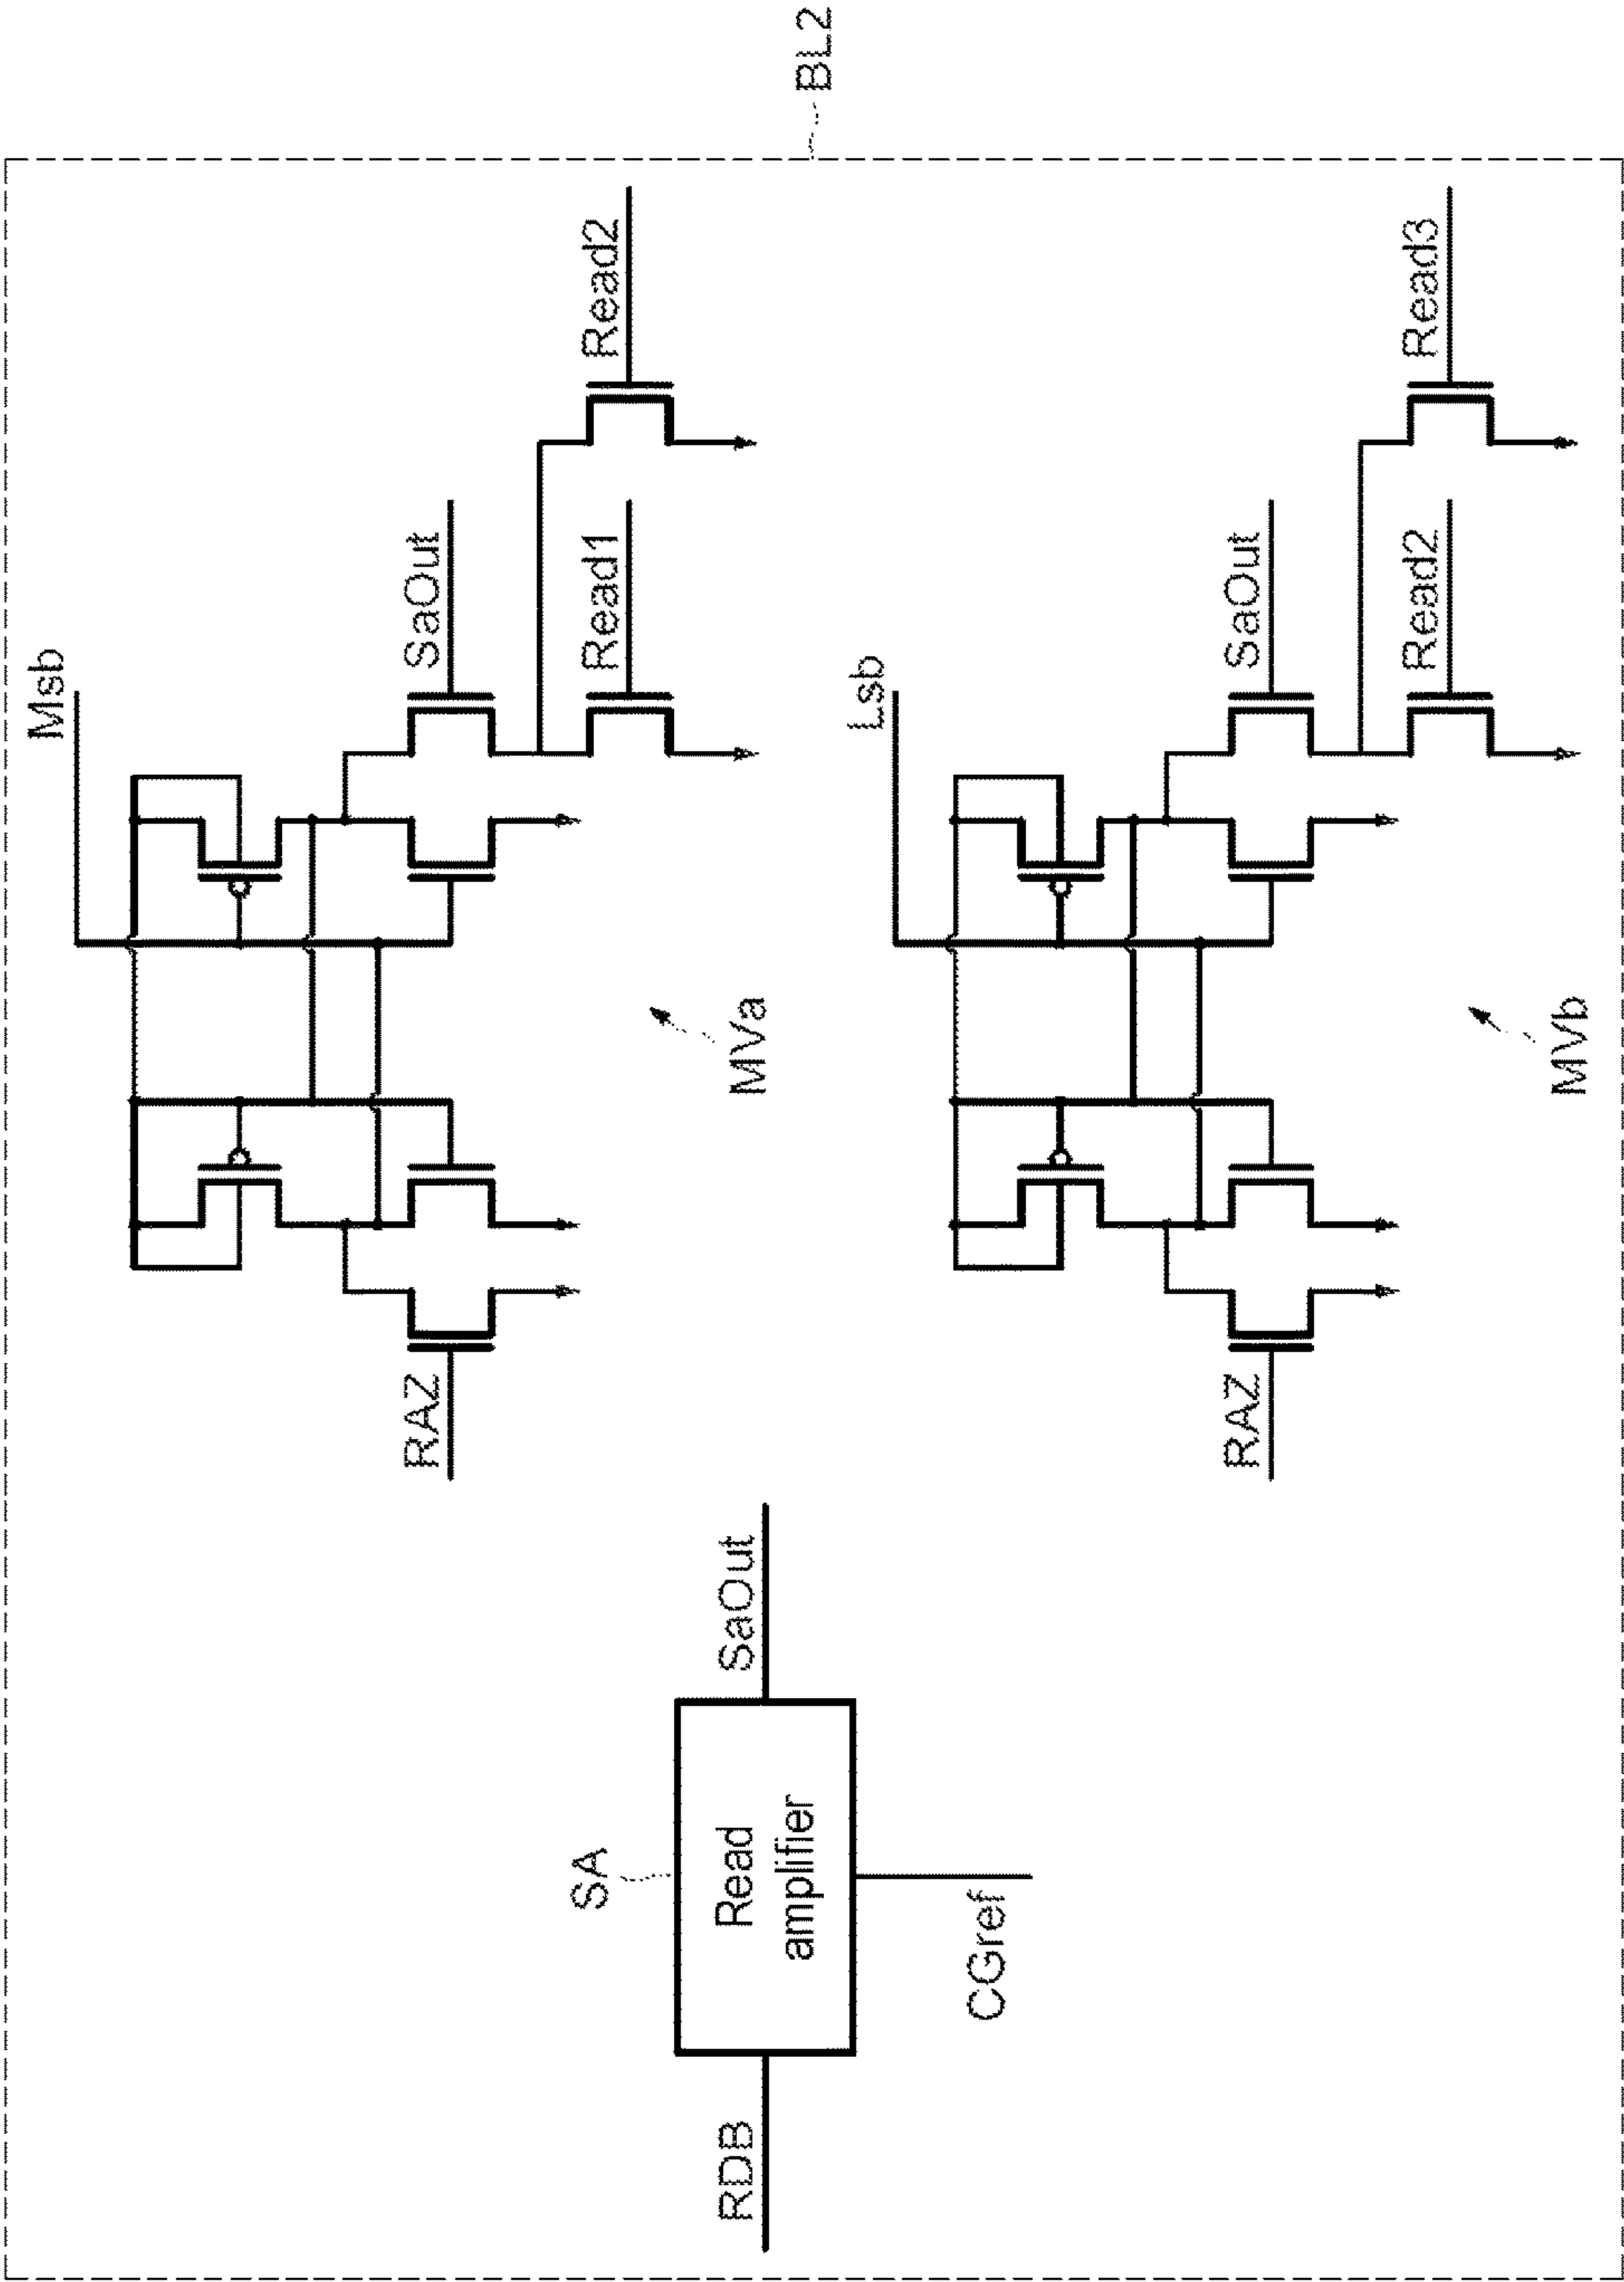 BL2
Msb
RAZ
SaOut
Read1
Read2
MVa
SA
RDB
Read
amplifier
SaOut
CGref
Lsb
RAZ
SaOut
Read2
Read3
MVb